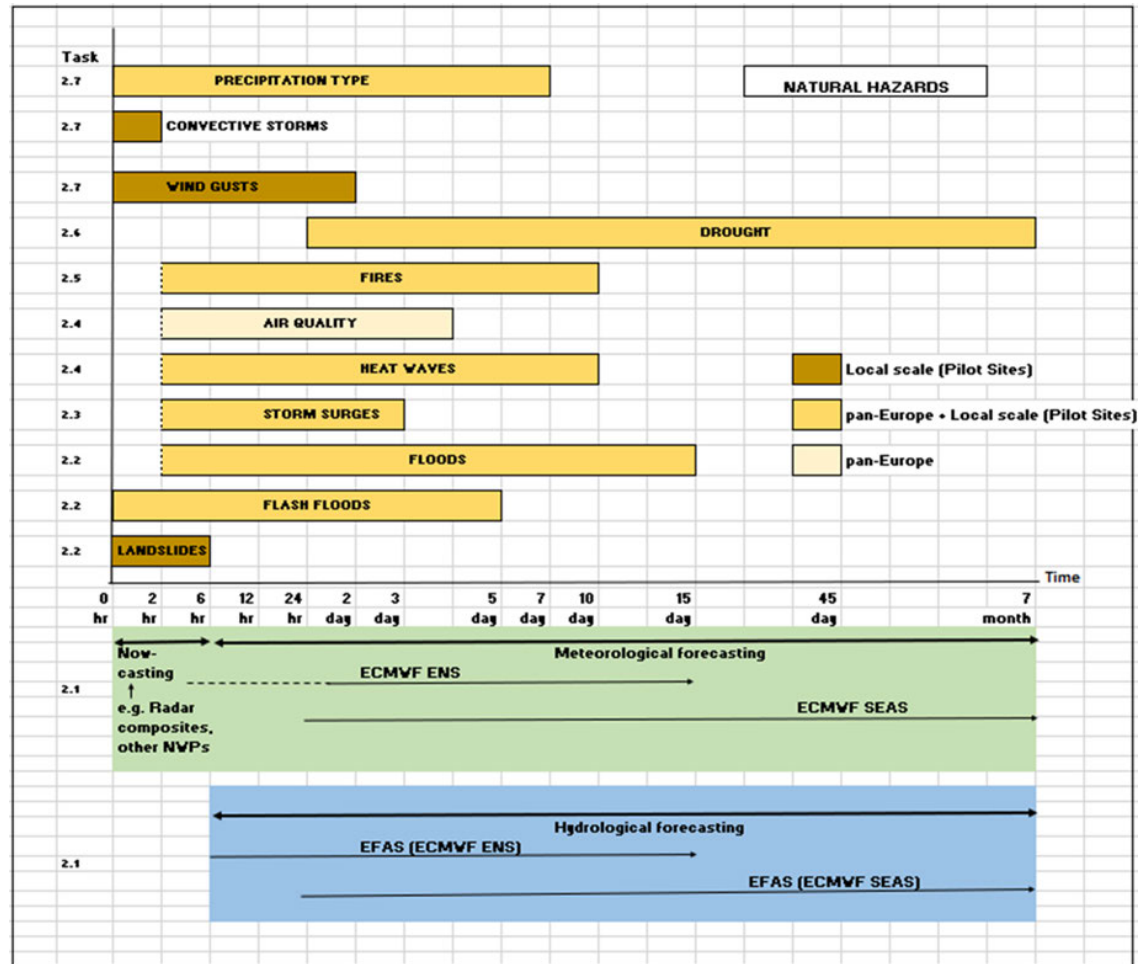 Task
2.7 PRECIPITATION TYPE NATURAL HAZARDS
2.7 CONVECTIVE STORMS
2.7 WIND GUSTS
2.6 DROUGHT
2.5 FIRES
2.4 AIR QUALITY
2.4 HEAT WAVES Local scale (Pilot Sites)
2.3 STORM SURGES pan-Europe + Local scale (Pilot Sites)
2.2 FLOODS pan-Europe
2.2 FLASH FLOODS
2.2 LANDSLIDES
Time
0 2 6 12 24 2 3 5 7 10 15 45 7
hr hr hr hr hr day day day day day day day month
Now-
casting
Meteorological forecasting
2.1
ECMWF ENS
e.g. Radar
composites,
other NWPs
ECMWF SEAS
Hydrological forecasting
2.1
EFAS (ECMWF ENS)
EFAS (ECMWF SEAS)